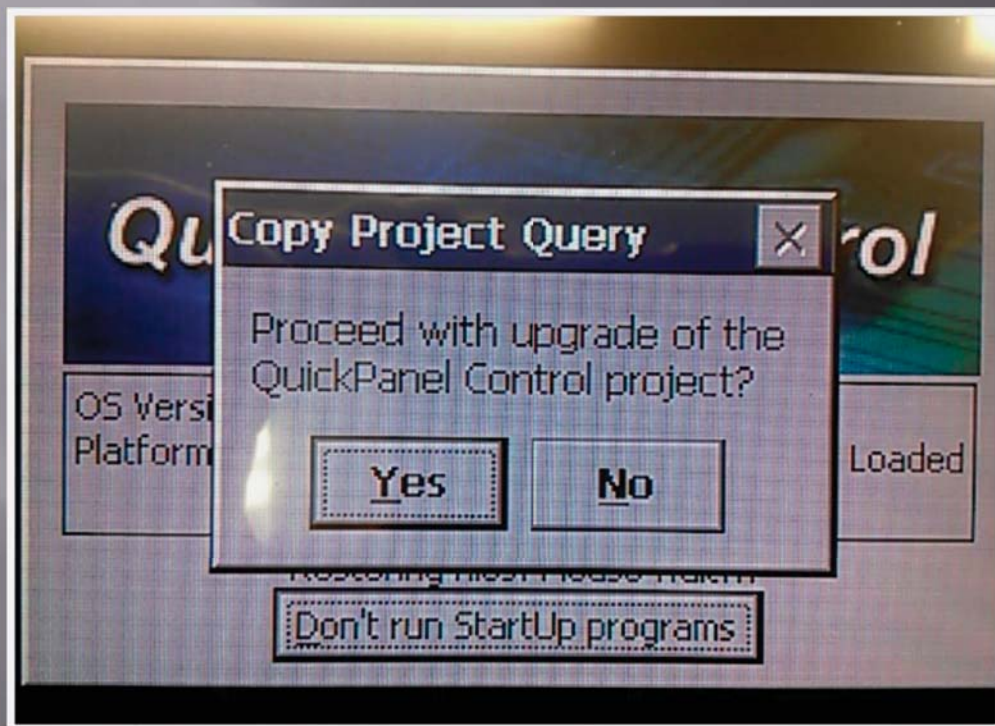 Qu
rol
Copy Project Query
Proceed with upgrade of the
QuickPanel Control project?
OS Versi
Platform
Loaded
Yes
No
Don't run StartUp programs